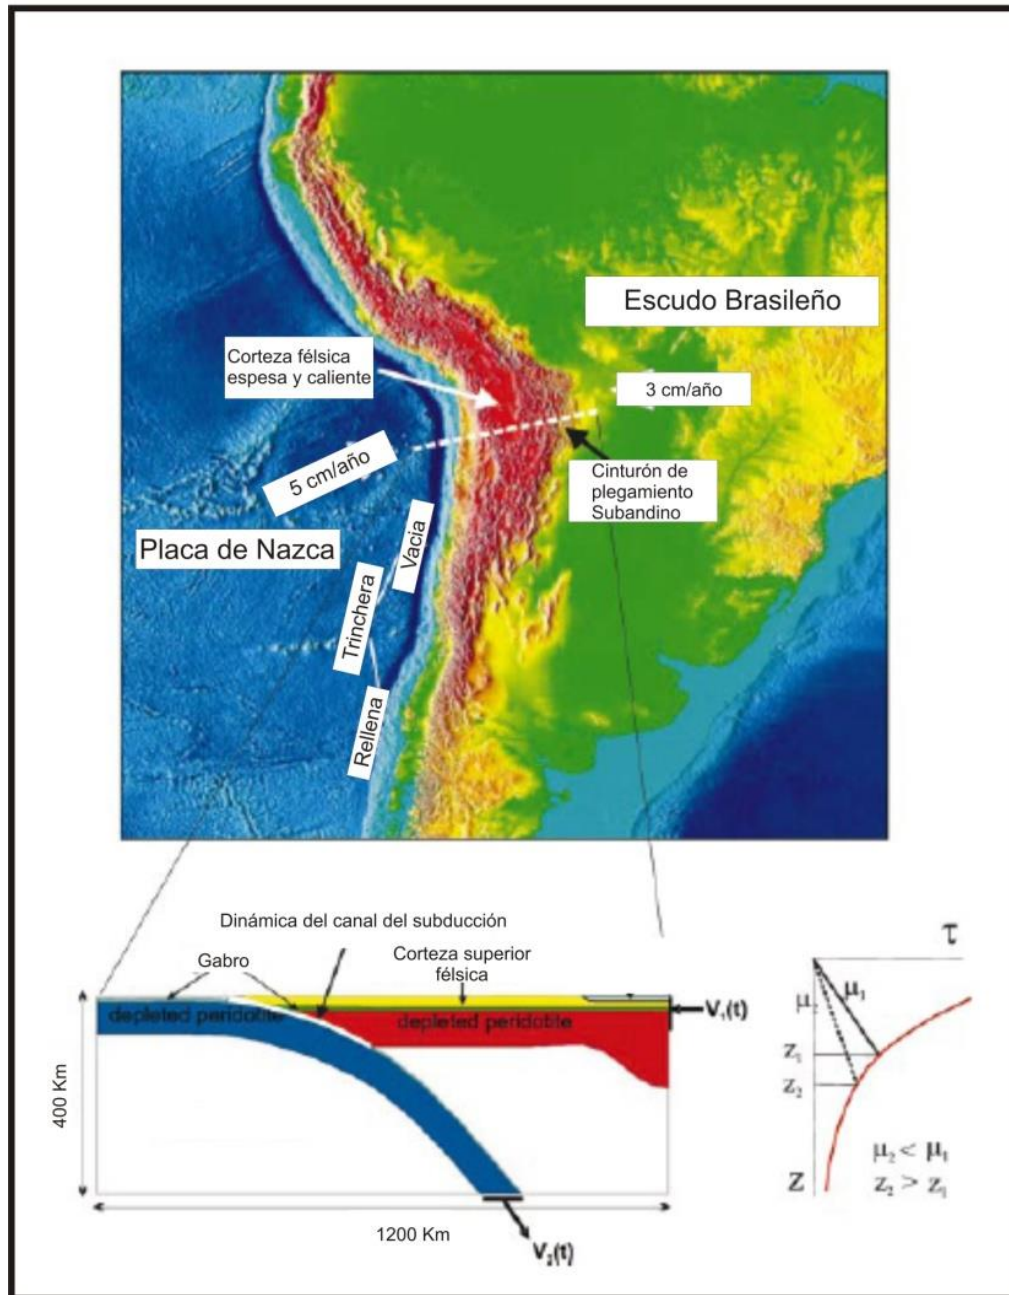 Escudo Brasileño
Corteza félsica
espesa y caliente
3 cm/año
5 cm/año
Cinturón de
plegamiento
Subandino
Vacia
Placa de Nazca
Trinchera
Rellena
Dinámica del canal del subducción
Gabro
Corteza superior
félsica
depleted peridobte
depleted peridobte
V₁(t)
400 Km
1200 Km
V₂(t)
τ
μ₂
μ₁
Z₁
Z₂
Z
μ₂ < μ₁
z₂ > z₁